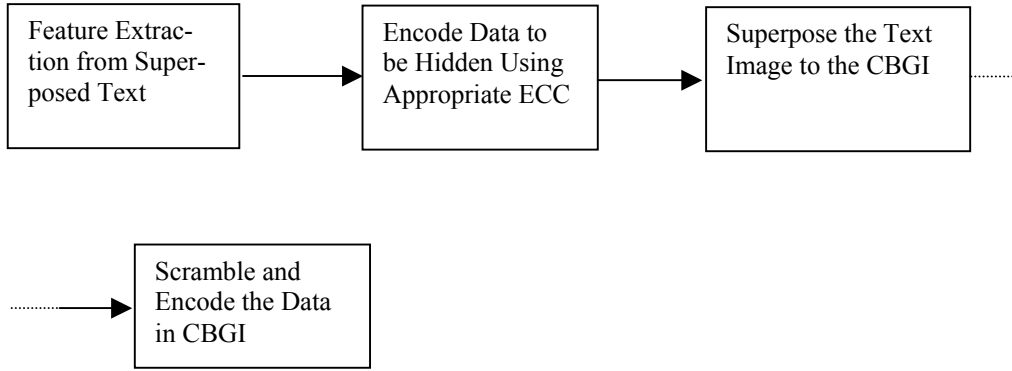 Feature Extrac-
tion from Super-
posed Text
Encode Data to
be Hidden Using
Appropriate ECC
Superpose the Text
Image to the CBGI
Scramble and
Encode the Data
in CBGI